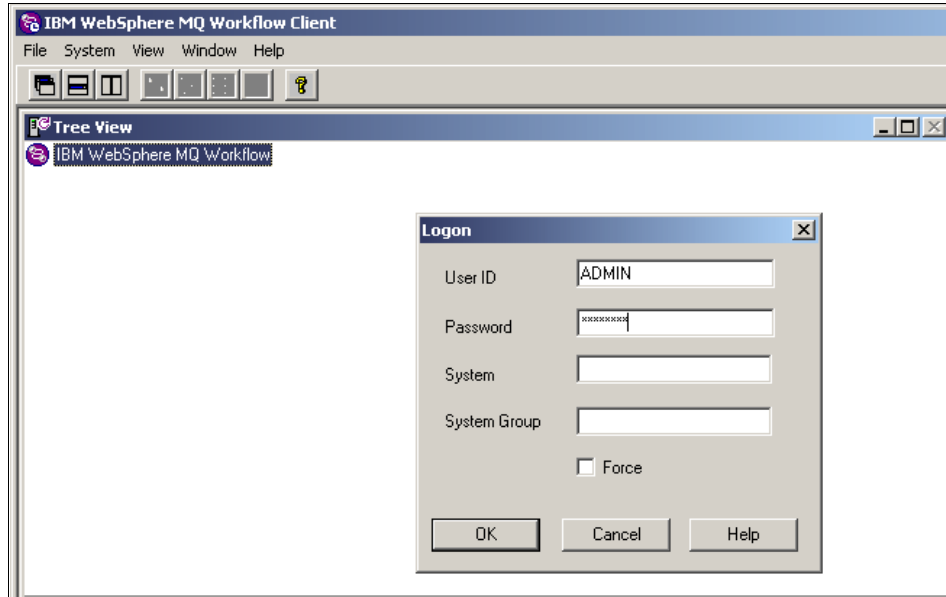 IBM WebSphere MQ Workflow Client
File System View Window Help
Tree View
IBM WebSphere MQ Workflow
Logon
User ID ADMIN
Password ********
System
System Group
Force
OK Cancel Help